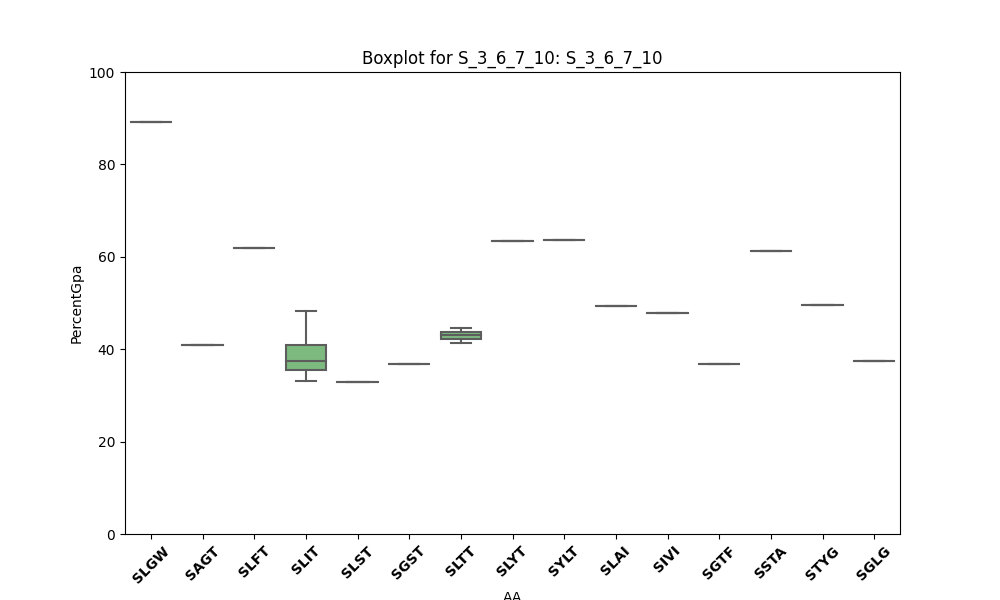 Boxplot for S_3_6_7_10: S_3_6_7_10
PercentGpa
100
80
60
40
20
0
SLGW SAGT SLFT SLIT SLST SGST SLTT SLYT SYLT SLAI SIVI SGTF SSTA STYG SGLG
AA